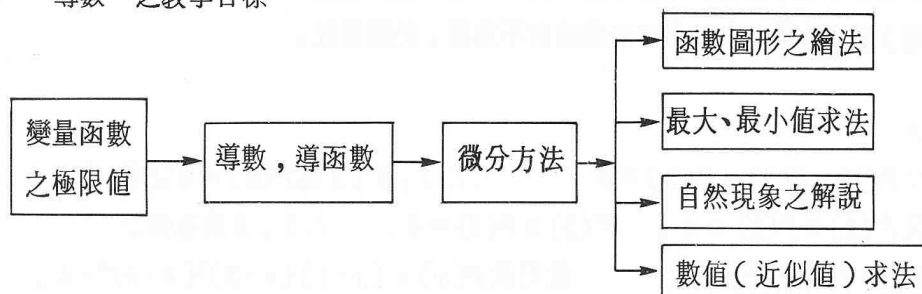 導數 之教學目標
變量函數
之極限值
導數,導函數
微分方法
函數圖形之繪法
最大、最小值求法
自然現象之解說
數值(近似值)求法